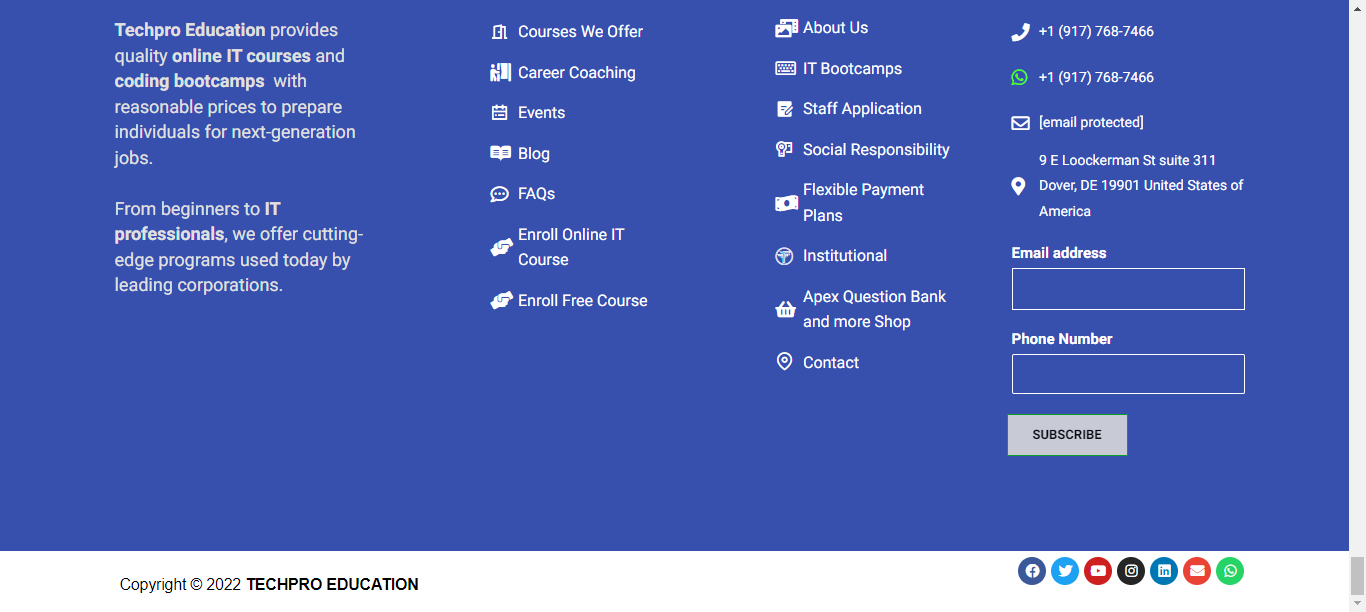 Techpro Education provides
quality online IT courses and
coding bootcamps with
reasonable prices to prepare
individuals for next-generation
jobs.
From beginners to IT
professionals, we offer cutting-
edge programs used today by
leading corporations.
Courses We Offer
Career Coaching
Events
Blog
FAQs
Enroll Online IT
Course
Enroll Free Course
About Us
IT Bootcamps
Staff Application
Social Responsibility
Flexible Payment
Plans
Institutional
Apex Question Bank
and more Shop
Contact
+1 (917) 768-7466
+1 (917) 768-7466
[email protected]
9 E Loockerman St suite 311
Dover, DE 19901 United States of
America
Email address
Phone Number
SUBSCRIBE
Copyright © 2022 TECHPRO EDUCATION